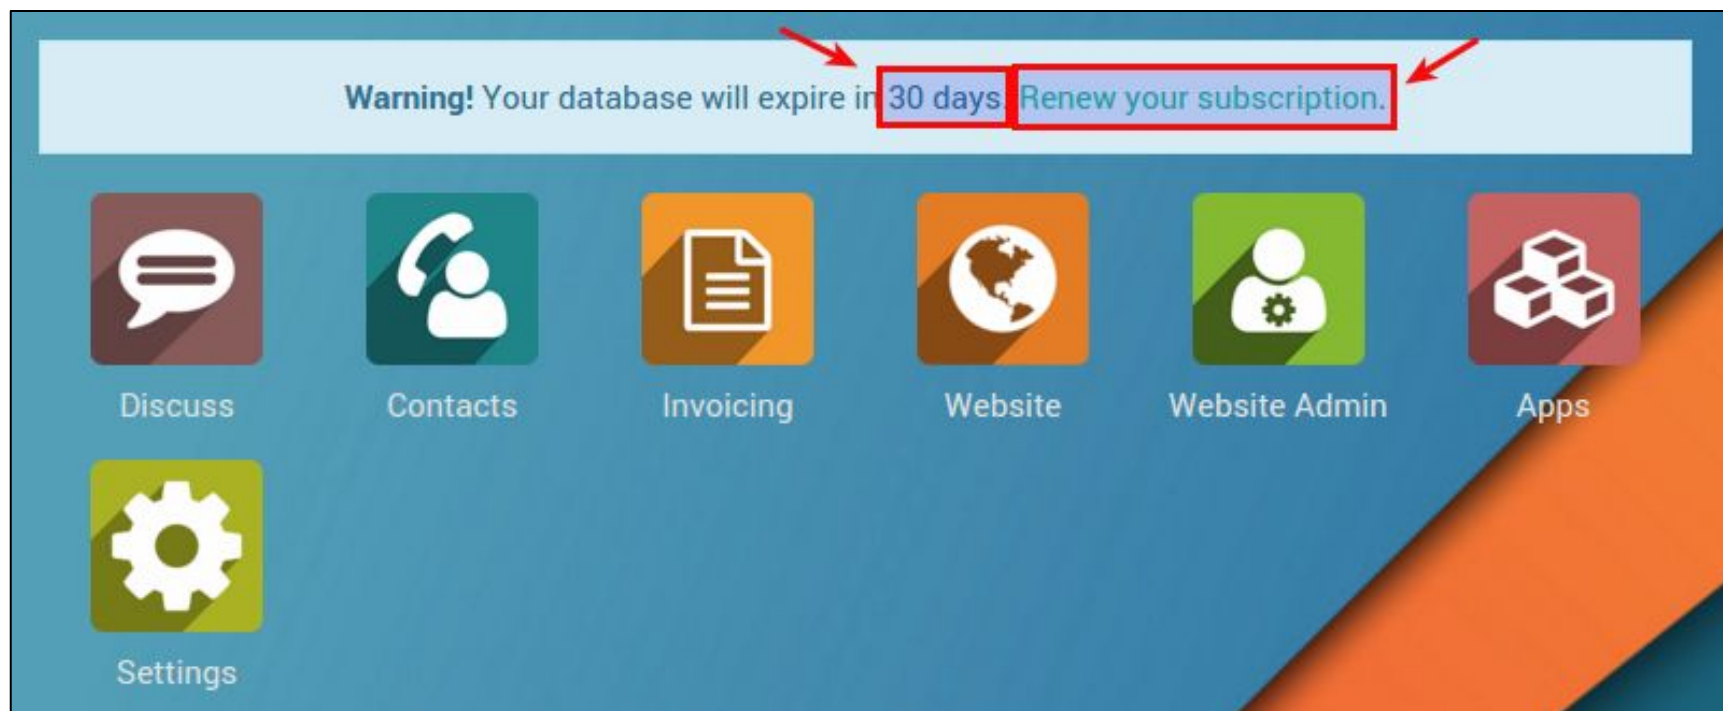 Warning! Your database will expire in 30 days. Renew your subscription.
Discuss
Contacts
Invoicing
Website
Website Admin
Apps
Settings